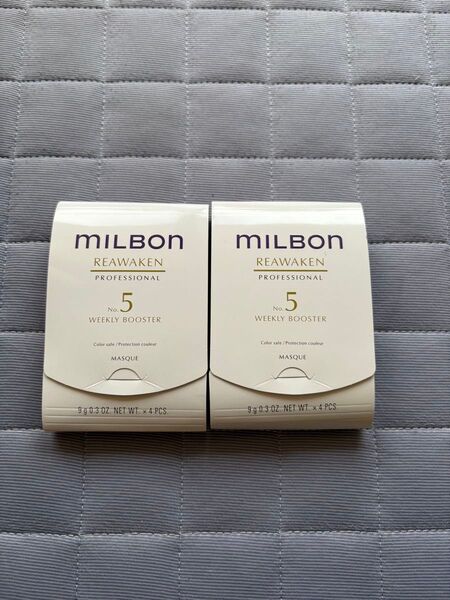 milbon
REAWAKEN
PROFESSIONAL
No. 5
WEEKLY BOOSTER
Color safe / Protection couleur
MASQUE
9 g 0.3 OZ. NET WT. × 4 PCS.
milbon
REAWAKEN
PROFESSIONAL
No. 5
WEEKLY BOOSTER
Color safe / Protection couleur
MASQUE
9 g 0.3 OZ. NET WT. × 4 PCS.